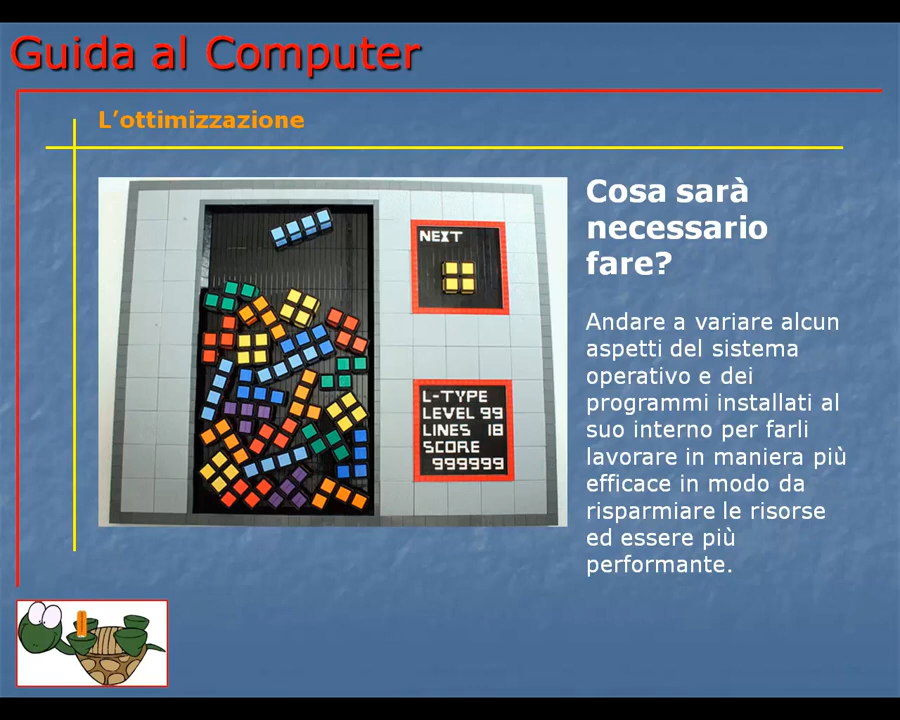 Guida al Computer
L'ottimizzazione
NEXT
L-TYPE
LEVEL 99
LINES 18
SCORE
999999
Cosa sarà
necessario
fare?
Andare a variare alcun
aspetti del sistema
operativo e dei
programmi installati al
suo interno per farli
lavorare in maniera più
efficace in modo da
risparmiare le risorse
ed essere più
performante.